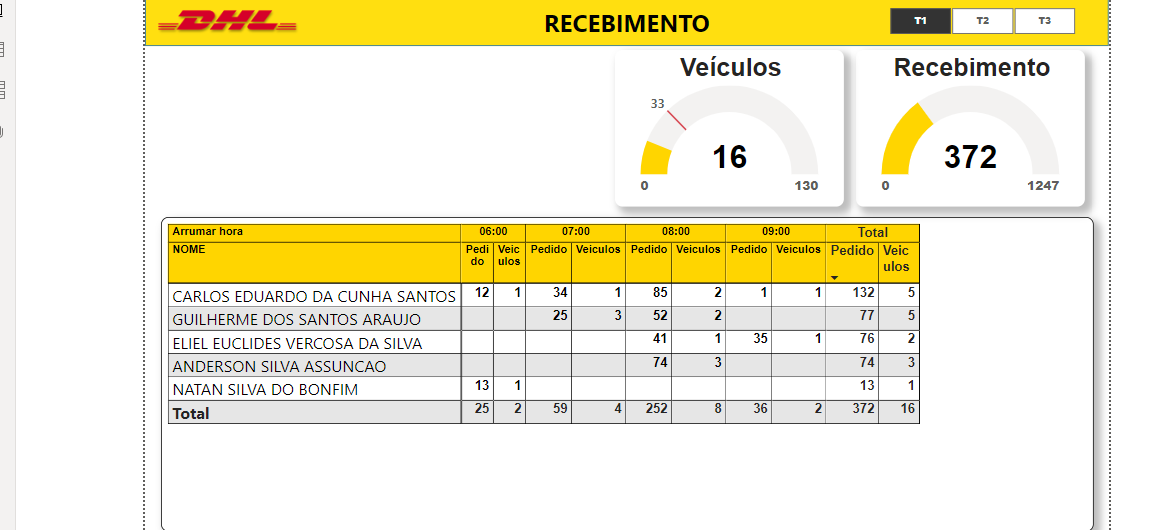 DHL RECEBIMENTO T1 T2 T3
Veículos Recebimento
33
16 372
0 130 0 1247
Arrumar hora 06:00 07:00 08:00 09:00 Total
NOME Pedido Veiculos Pedido Veiculos Pedido Veiculos Pedido Veiculos Pedido Veiculos
CARLOS EDUARDO DA CUNHA SANTOS 12 1 34 1 85 2 1 1 132 5
GUILHERME DOS SANTOS ARAUJO 25 3 52 2 77 5
ELIEL EUCLIDES VERCOSA DA SILVA 41 1 35 1 76 2
ANDERSON SILVA ASSUNCAO 74 3 74 3
NATAN SILVA DO BONFIM 13 1 13 1
Total 25 2 59 4 252 8 36 2 372 16